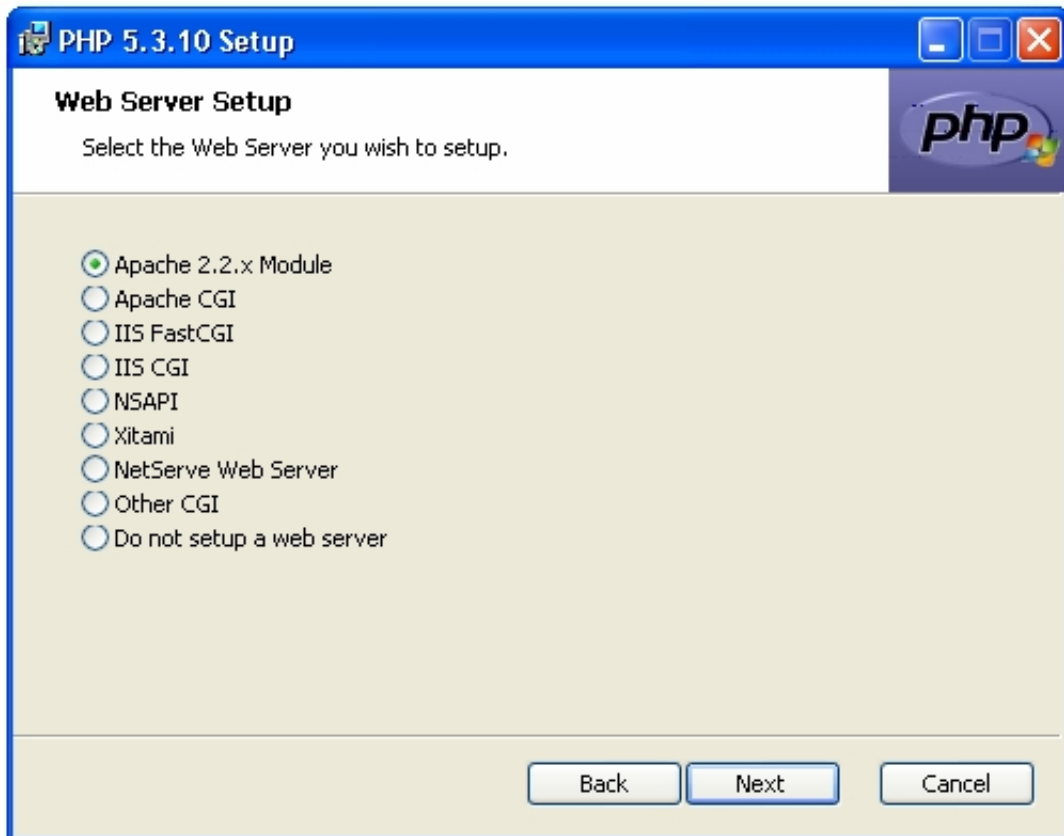 PHP 5.3.10 Setup
Web Server Setup
Select the Web Server you wish to setup.
php
Apache 2.2.x Module
Apache CGI
IIS FastCGI
IIS CGI
NSAPI
Xitami
NetServe Web Server
Other CGI
Do not setup a web server
Back Next Cancel